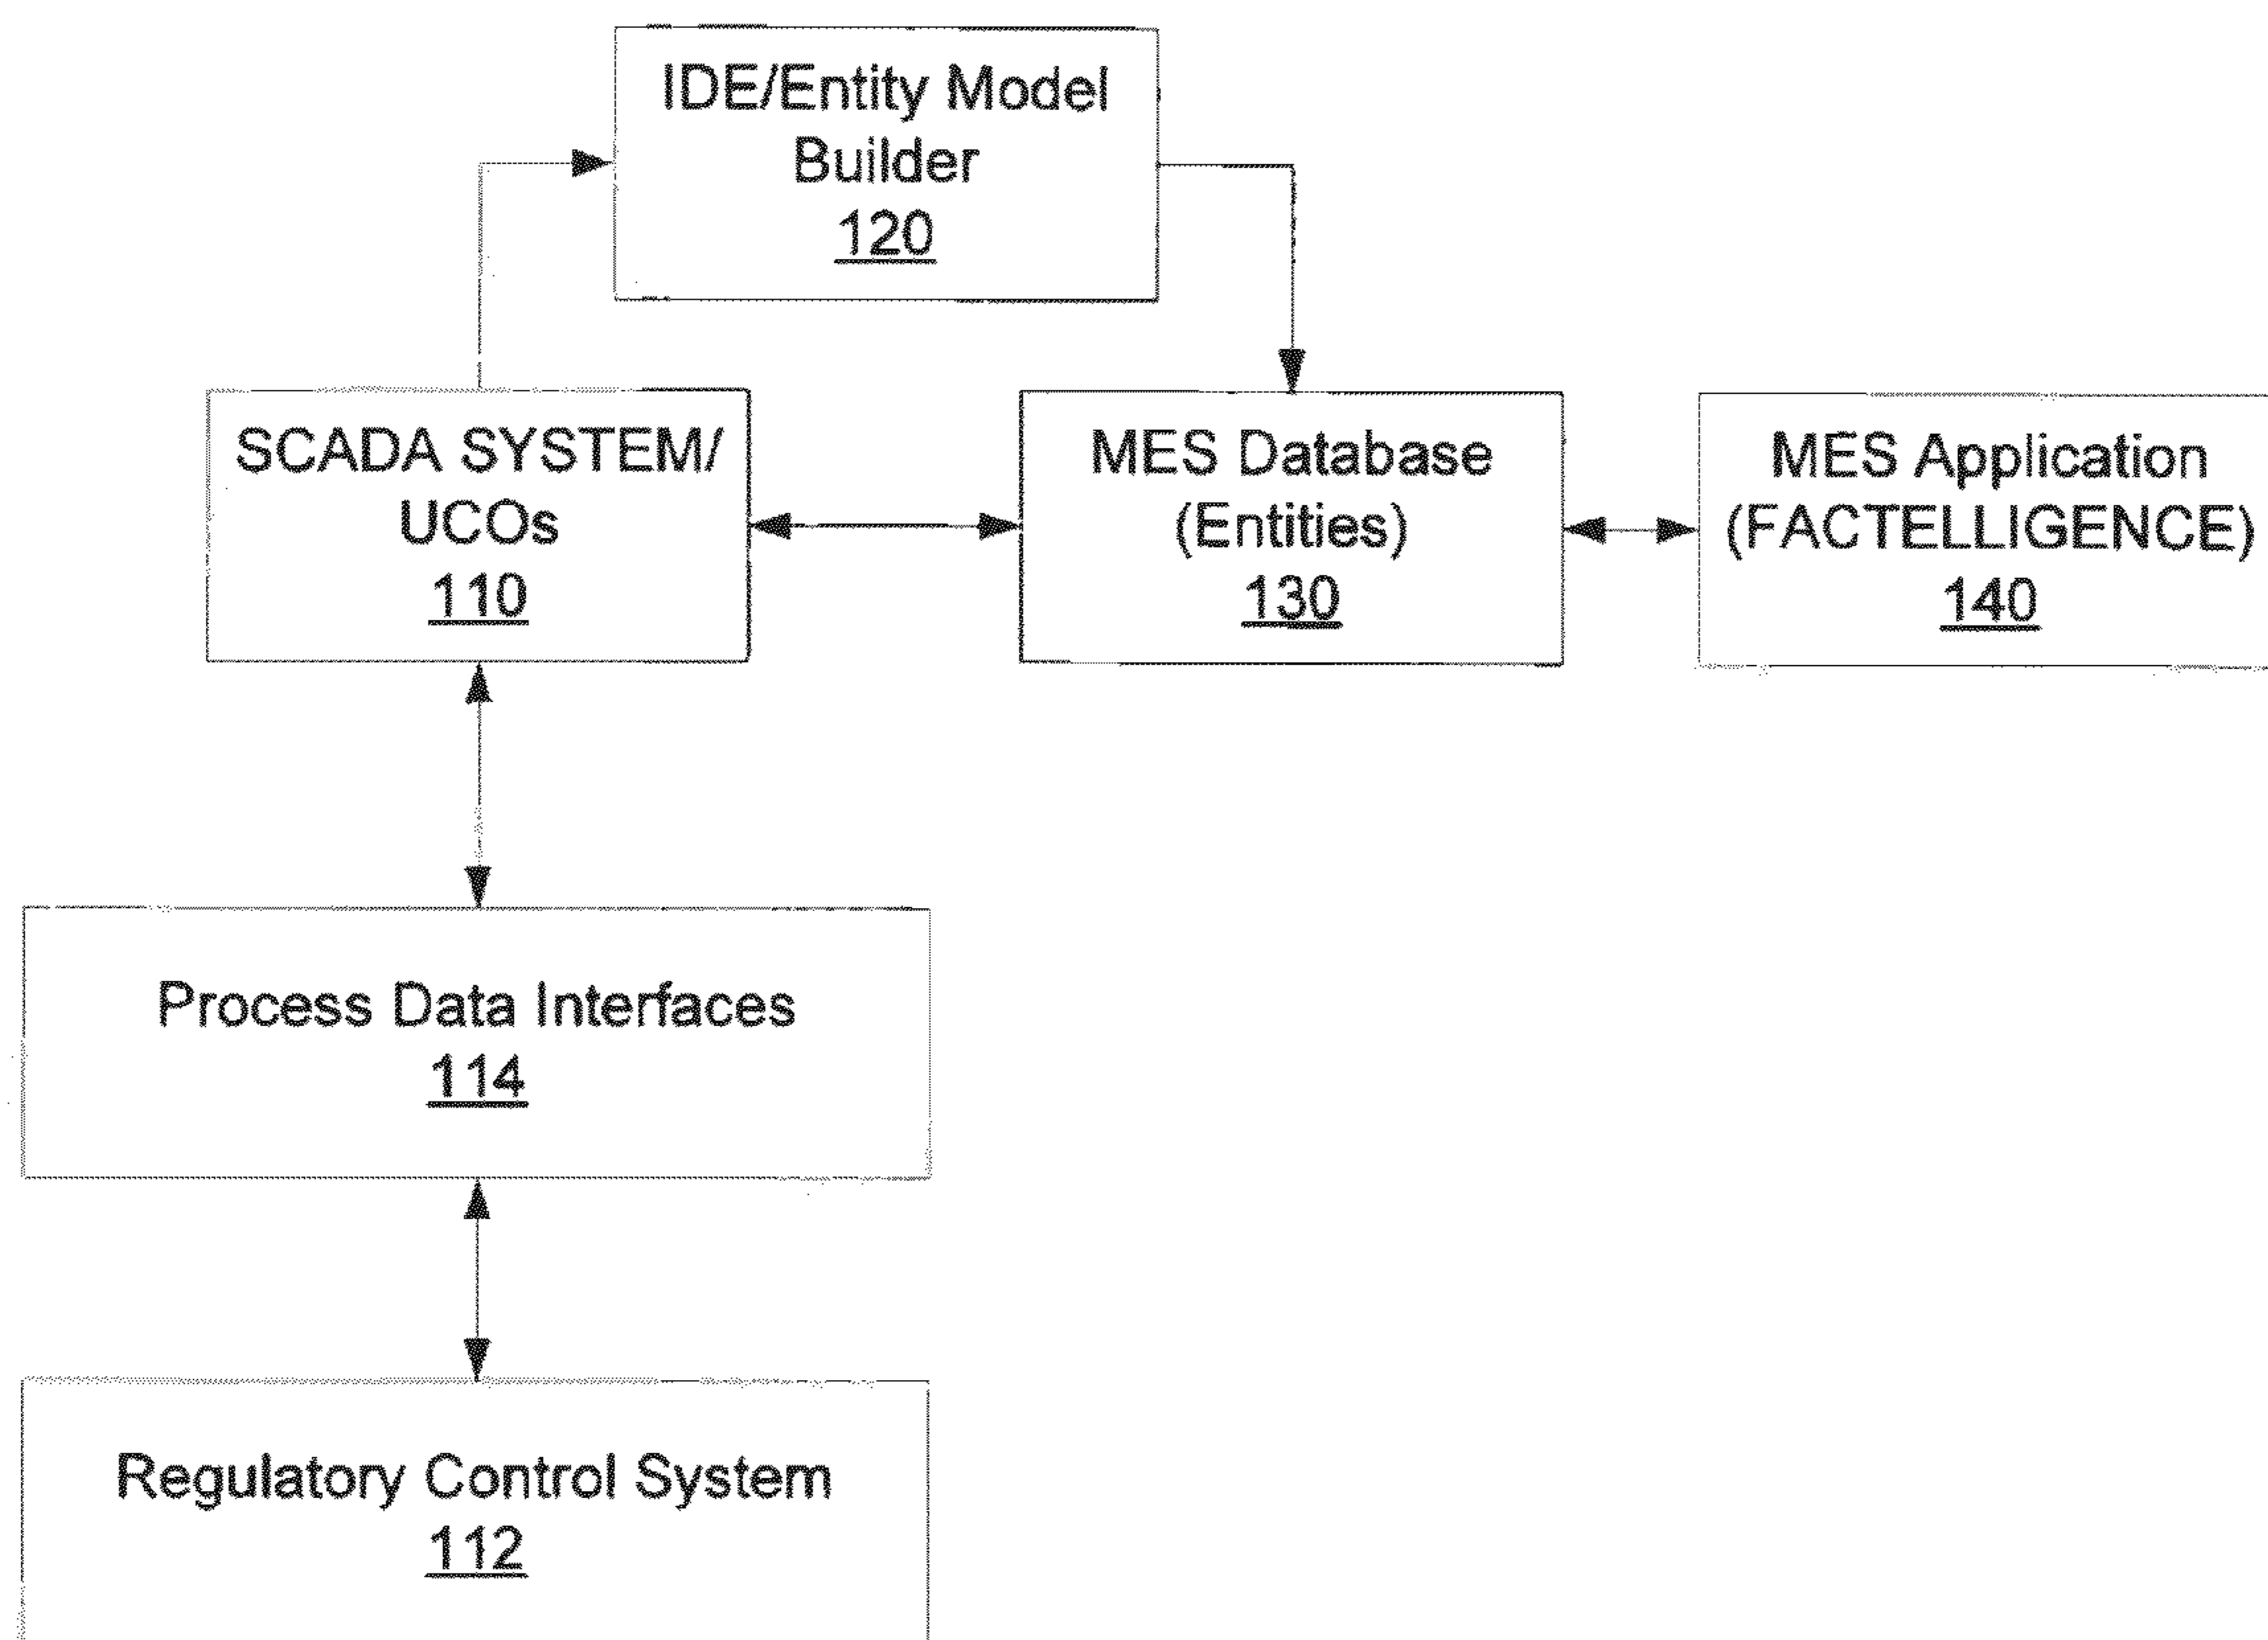 IDE/Entity Model
Builder
120
SCADA SYSTEM/
UCOs
110
MES Database
(Entities)
130
MES Application
(FACTELLIGENCE)
140
Process Data Interfaces
114
Regulatory Control System
112